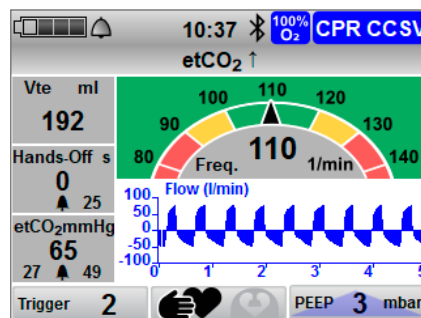 10:37 100% O₂ CPR CCSV
etCO₂ ↑
Vte ml
192
Hands-Off s
0
25
etCO₂mmHg
65
27 49
80 90 100 110 120 130 140
Freq. 110 1/min
Flow (l/min)
100
50
0
-50
-100
0' 1' 2' 3' 4' 5
Trigger 2
PEEP 3 mbar